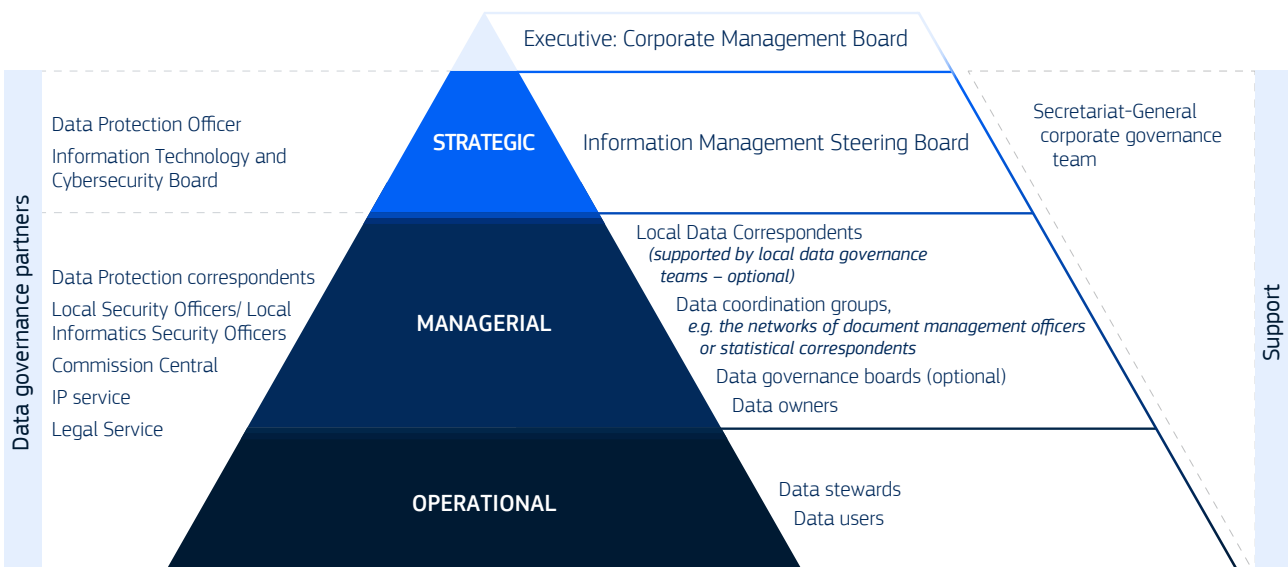 Executive: Corporate Management Board
Data governance partners
Data Protection Officer
Information Technology and
Cybersecurity Board
STRATEGIC
Information Management Steering Board
Secretariat-General
corporate governance
team
Support
Data Protection correspondents
Local Security Officers/ Local
Informatics Security Officers
Commission Central
IP service
Legal Service
MANAGERIAL
Local Data Correspondents
(supported by local data governance
teams – optional)
Data coordination groups,
e.g. the networks of document management officers
or statistical correspondents
Data governance boards (optional)
Data owners
OPERATIONAL
Data stewards
Data users